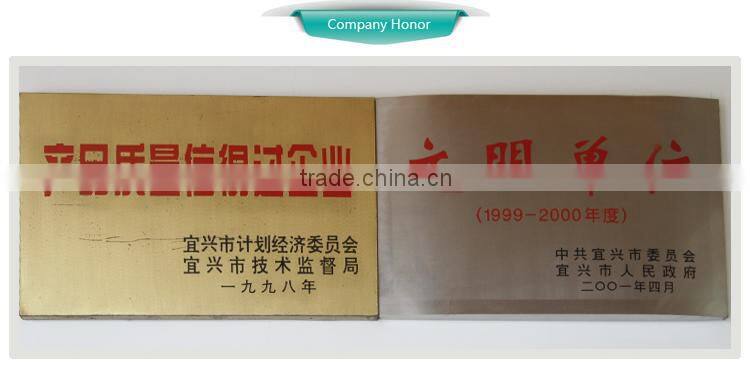 Company Honor
产品质量信得过企业
宜兴市计划经济委员会
宜兴市技术监督局
一九九八年
文明单位
(1999-2000年度)
中共宜兴市委员会
宜兴市人民政府
二〇〇一年四月
trade.china.cn